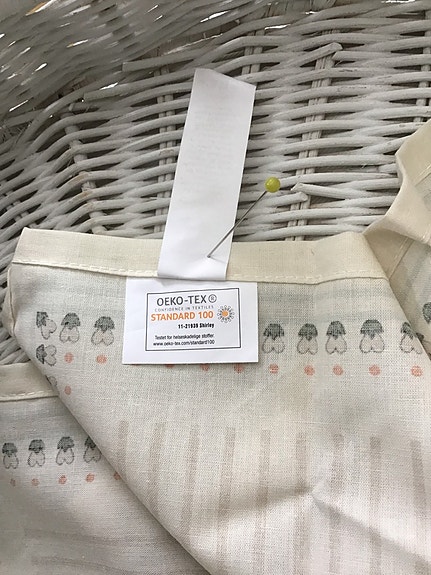 OEKO-TEX®
CONFIDENCE IN TEXTILES
STANDARD 100
11-21939 Shirley
Testet for helseskadelige stoffer.
www.oeko-tex.com/standard100